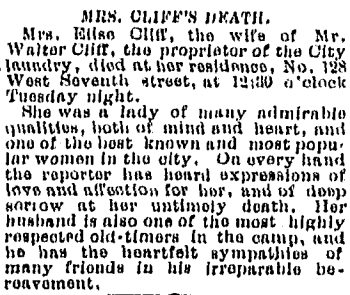 MRS. CLIFF'S DEATH.
Mrs. Elise Cliff, the wife of Mr.
Walter Cliff, the proprietor of the City
laundry, died at her residence, No. 128
West Seventh street, at 12:30 o'clock
Tuesday night.
She was a lady of many admirable
qualities, both of mind and heart, and
one of the best known and most popu-
lar women in the city. On every hand
the reporter has heard expressions of
love and affection for her, and of deep
sorrow at her untimely death. Her
husband is also one of the most highly
respected old-timers in the camp, and
he has the heartfelt sympathies of
many friends in his irreparable be-
reavement.